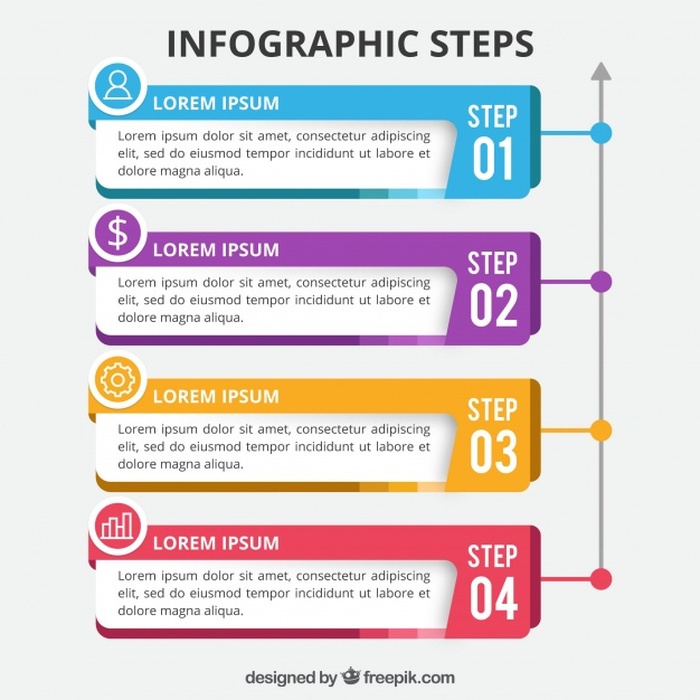 INFOGRAPHIC STEPS
LOREM IPSUM
Lorem ipsum dolor sit amet, consectetur adipiscing
elit, sed do eiusmod tempor incididunt ut labore et
dolore magna aliquia.
STEP
01
$
LOREM IPSUM
Lorem ipsum dolor sit amet, consectetur adipiscing
elit, sed do eiusmod tempor incididunt ut labore et
dolore magna aliquia.
STEP
02
LOREM IPSUM
Lorem ipsum dolor sit amet, consectetur adipiscing
elit, sed do eiusmod tempor incididunt ut labore et
dolore magna aliquia.
STEP
03
LOREM IPSUM
Lorem ipsum dolor sit amet, consectetur adipiscing
elit, sed do eiusmod tempor incididunt ut labore et
dolore magna aliquia.
STEP
04
designed by freepik.com